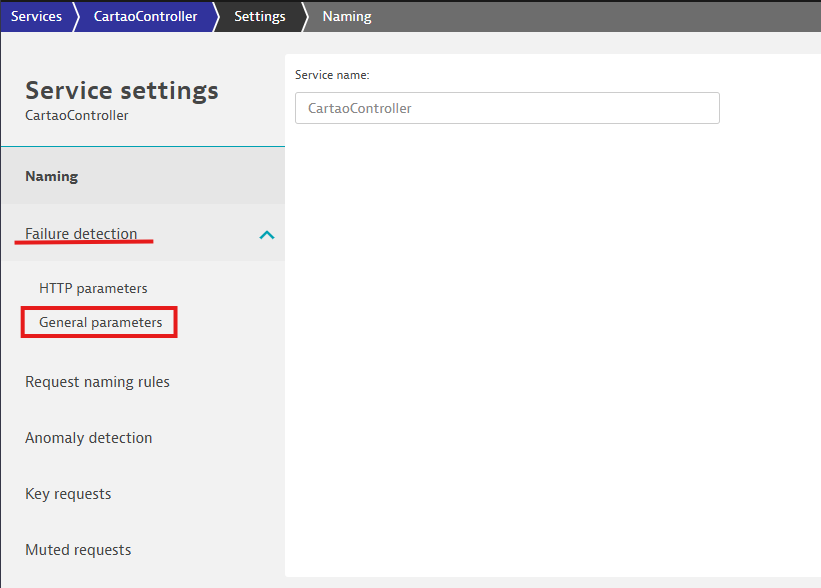 Services
CartaoController
Settings
Naming
Service settings
CartaoController
Naming
Failure detection
HTTP parameters
General parameters
Request naming rules
Anomaly detection
Key requests
Muted requests
Service name:
CartaoController